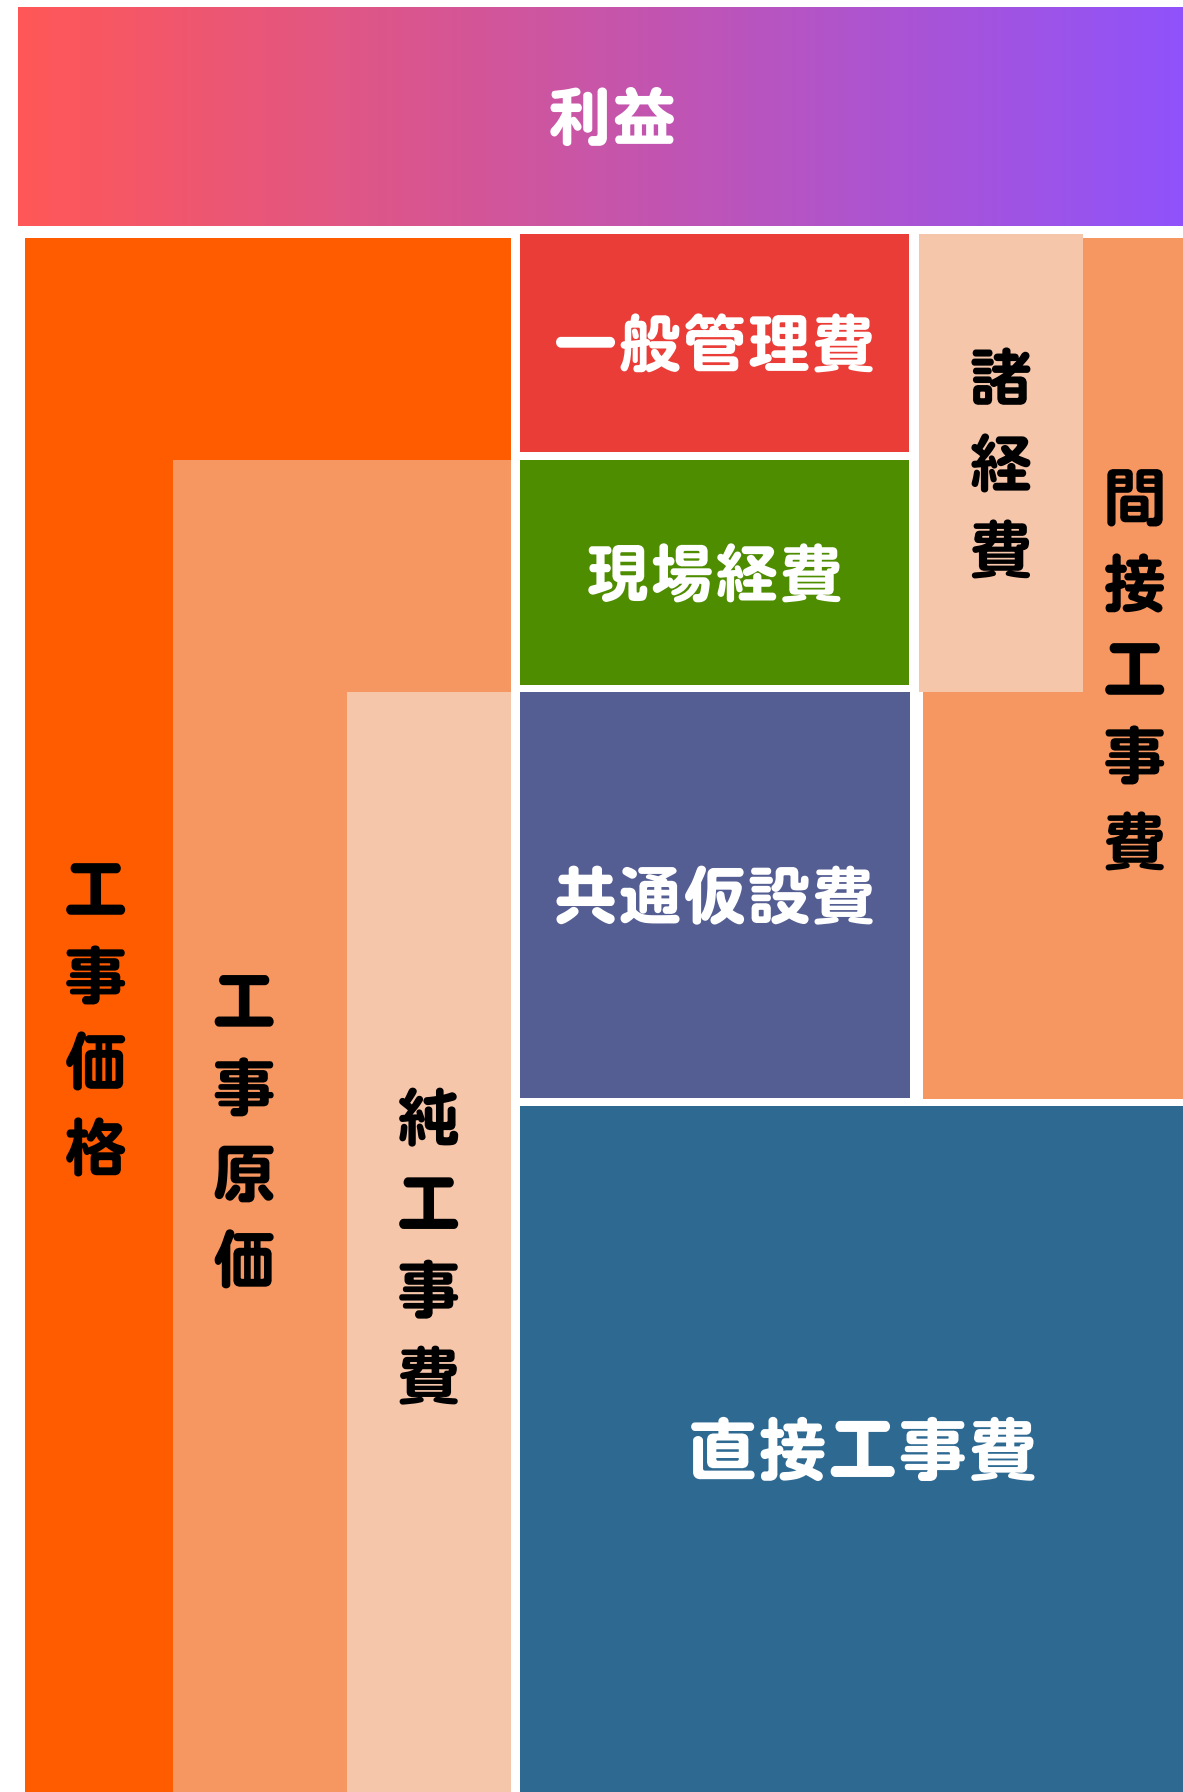 利益
一般管理費
諸経費
現場経費
間接工事費
共通仮設費
工事価格
工事原価
純工事費
直接工事費